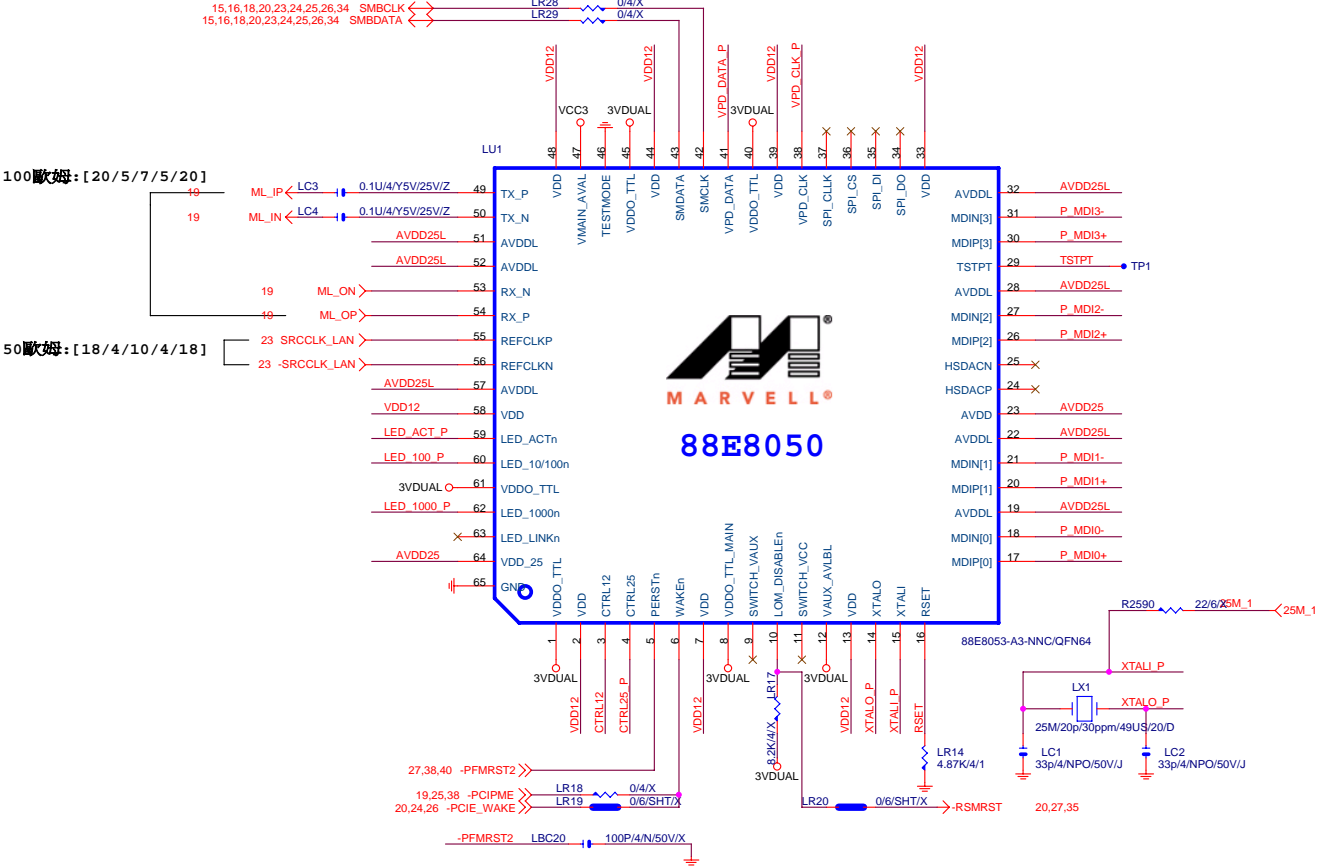 15,16,18,20,23,24,25,26,34 SMBCLK LR28 0/4/X
15,16,18,20,23,24,25,26,34 SMBDATA LR29 0/4/X
VDD12 VDD12 VPD_DATA_P VDD12 VPD_CLK_P VDD12
VCC3 3VDUAL 3VDUAL
LU1
48 47 46 45 44 43 42 41 40 39 38 37 36 35 34 33
VDD VMAIN_AVAL TESTMODE VDDO_TTL VDD SMDATA SMCLK VPD_DATA VDDO_TTL VDD VPD_CLK SPI_CLLK SPI_CS SPI_DI SPI_DO VDD
100歐姆:[20/5/7/5/20]
19 ML_IP LC3 0.1U/4/Y5V/25V/Z 49 TX_P
19 ML_IN LC4 0.1U/4/Y5V/25V/Z 50 TX_N
AVDD25L 51 AVDDL
AVDD25L 52 AVDDL
19 ML_ON 53 RX_N
19 ML_OP 54 RX_P
50歐姆:[18/4/10/4/18]
23 SRCCLK_LAN 55 REFCLKP
23 -SRCCLK_LAN 56 REFCLKN
AVDD25L 57 AVDDL
VDD12 58 VDD
LED_ACT_P 59 LED_ACTn
LED_100_P 60 LED_10/100n
3VDUAL 61 VDDO_TTL
LED_1000_P 62 LED_1000n
63 LED_LINKn
AVDD25 64 VDD_25
65 GND
MARVELL®
88E8050
AVDDL 32 AVDD25L
MDIN[3] 31 P_MDI3-
MDIP[3] 30 P_MDI3+
TSTPT 29 TSTPT TP1
AVDDL 28 AVDD25L
MDIN[2] 27 P_MDI2-
MDIP[2] 26 P_MDI2+
HSDACN 25
HSDACP 24
AVDD 23 AVDD25
AVDDL 22 AVDD25L
MDIN[1] 21 P_MDI1-
MDIP[1] 20 P_MDI1+
AVDDL 19 AVDD25L
MDIN[0] 18 P_MDI0-
MDIP[0] 17 P_MDI0+
VDDO_TTL VDD CTRL12 CTRL25 PERSTn WAKEn VDD VDDO_TTL_MAIN SWITCH_VAUX LOM_DISABLEn SWITCH_VCC VAUX_AVLBL VDD XTALO XTALI RSET
1 2 3 4 5 6 7 8 9 10 11 12 13 14 15 16
88E8053-A3-NNC/QFN64
3VDUAL 3VDUAL 3VDUAL
VDD12 CTRL12 CTRL25_P VDD12 VDD12 XTALO_P XTALI_P RSET
LR17 8.2K/4/X
3VDUAL
LR14
4.87K/4/1
R2590 22/6/X 25M_1 25M_1
XTALI_P
LX1
XTALO_P
25M/20p/30ppm/49US/20/D
LC1
33p/4/NPO/50V/J
LC2
33p/4/NPO/50V/J
27,38,40 -PFMRST2
19,25,38 -PCIPME LR18 0/4/X
20,24,26 -PCIE_WAKE LR19 0/6/SHT/X
LR20 0/6/SHT/X -RSMRST 20,27,35
-PFMRST2 LBC20 100P/4/N/50V/X